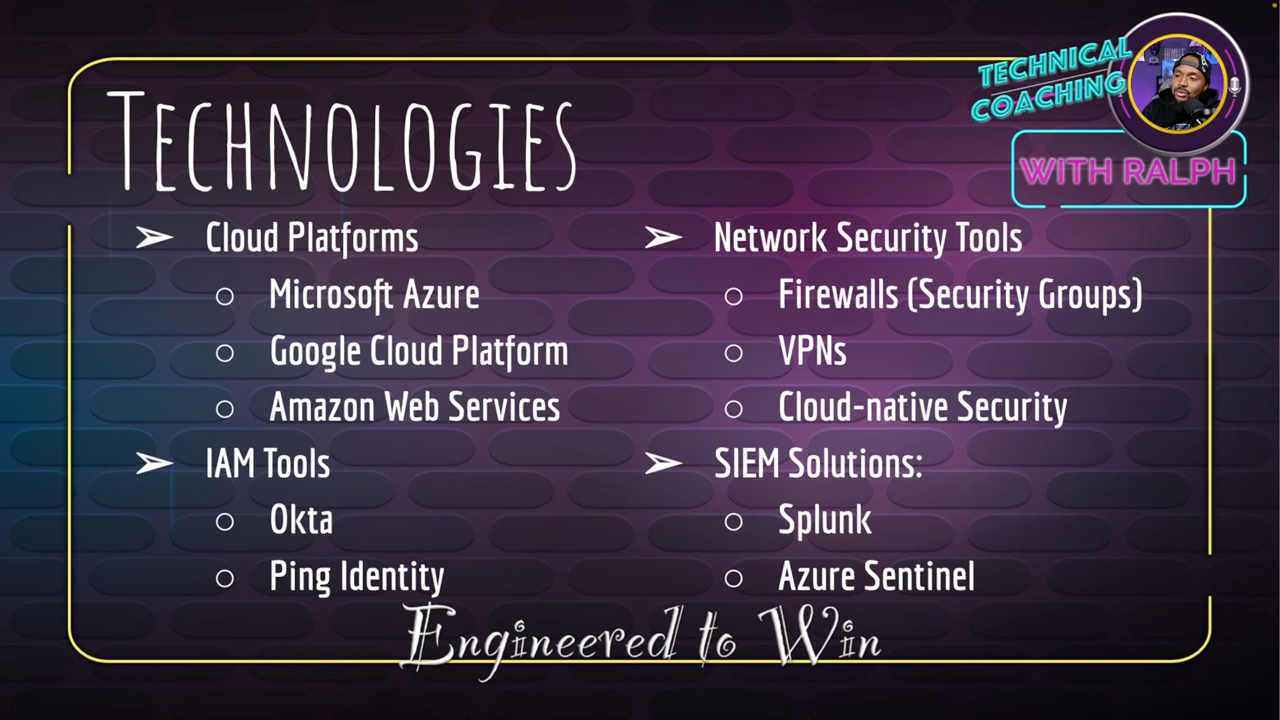 TECHNICAL
COACHING
WITH RALPH
Technologies
➢ Cloud Platforms
○ Microsoft Azure
○ Google Cloud Platform
○ Amazon Web Services
➢ IAM Tools
○ Okta
○ Ping Identity
➢ Network Security Tools
○ Firewalls (Security Groups)
○ VPNs
○ Cloud-native Security
➢ SIEM Solutions:
○ Splunk
○ Azure Sentinel
Engineered to Win